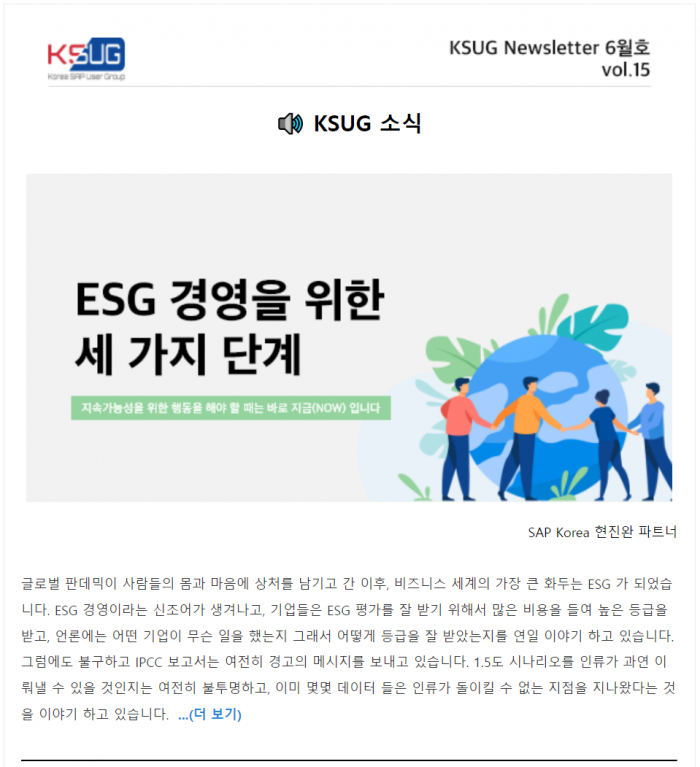 KSUG
Korea SAP User Group
KSUG Newsletter 6월호
vol.15
KSUG 소식
ESG 경영을 위한
세 가지 단계
지속가능성을 위한 행동을 해야 할 때는 바로 지금(NOW) 입니다
SAP Korea 현진완 파트너
글로벌 판데믹이 사람들의 몸과 마음에 상처를 남기고 간 이후, 비즈니스 세계의 가장 큰 화두는 ESG 가 되었습
니다. ESG 경영이라는 신조어가 생겨나고, 기업들은 ESG 평가를 잘 받기 위해서 많은 비용을 들여 높은 등급을
받고, 언론에는 어떤 기업이 무슨 일을 했는지 그래서 어떻게 등급을 잘 받았는지를 연일 이야기 하고 있습니다.
그럼에도 불구하고 IPCC 보고서는 여전히 경고의 메시지를 보내고 있습니다. 1.5도 시나리오를 인류가 과연 이
뤄낼 수 있을 것인지는 여전히 불투명하고, 이미 몇몇 데이터 들은 인류가 돌이킬 수 없는 지점을 지나왔다는 것
을 이야기 하고 있습니다. ...(더 보기)